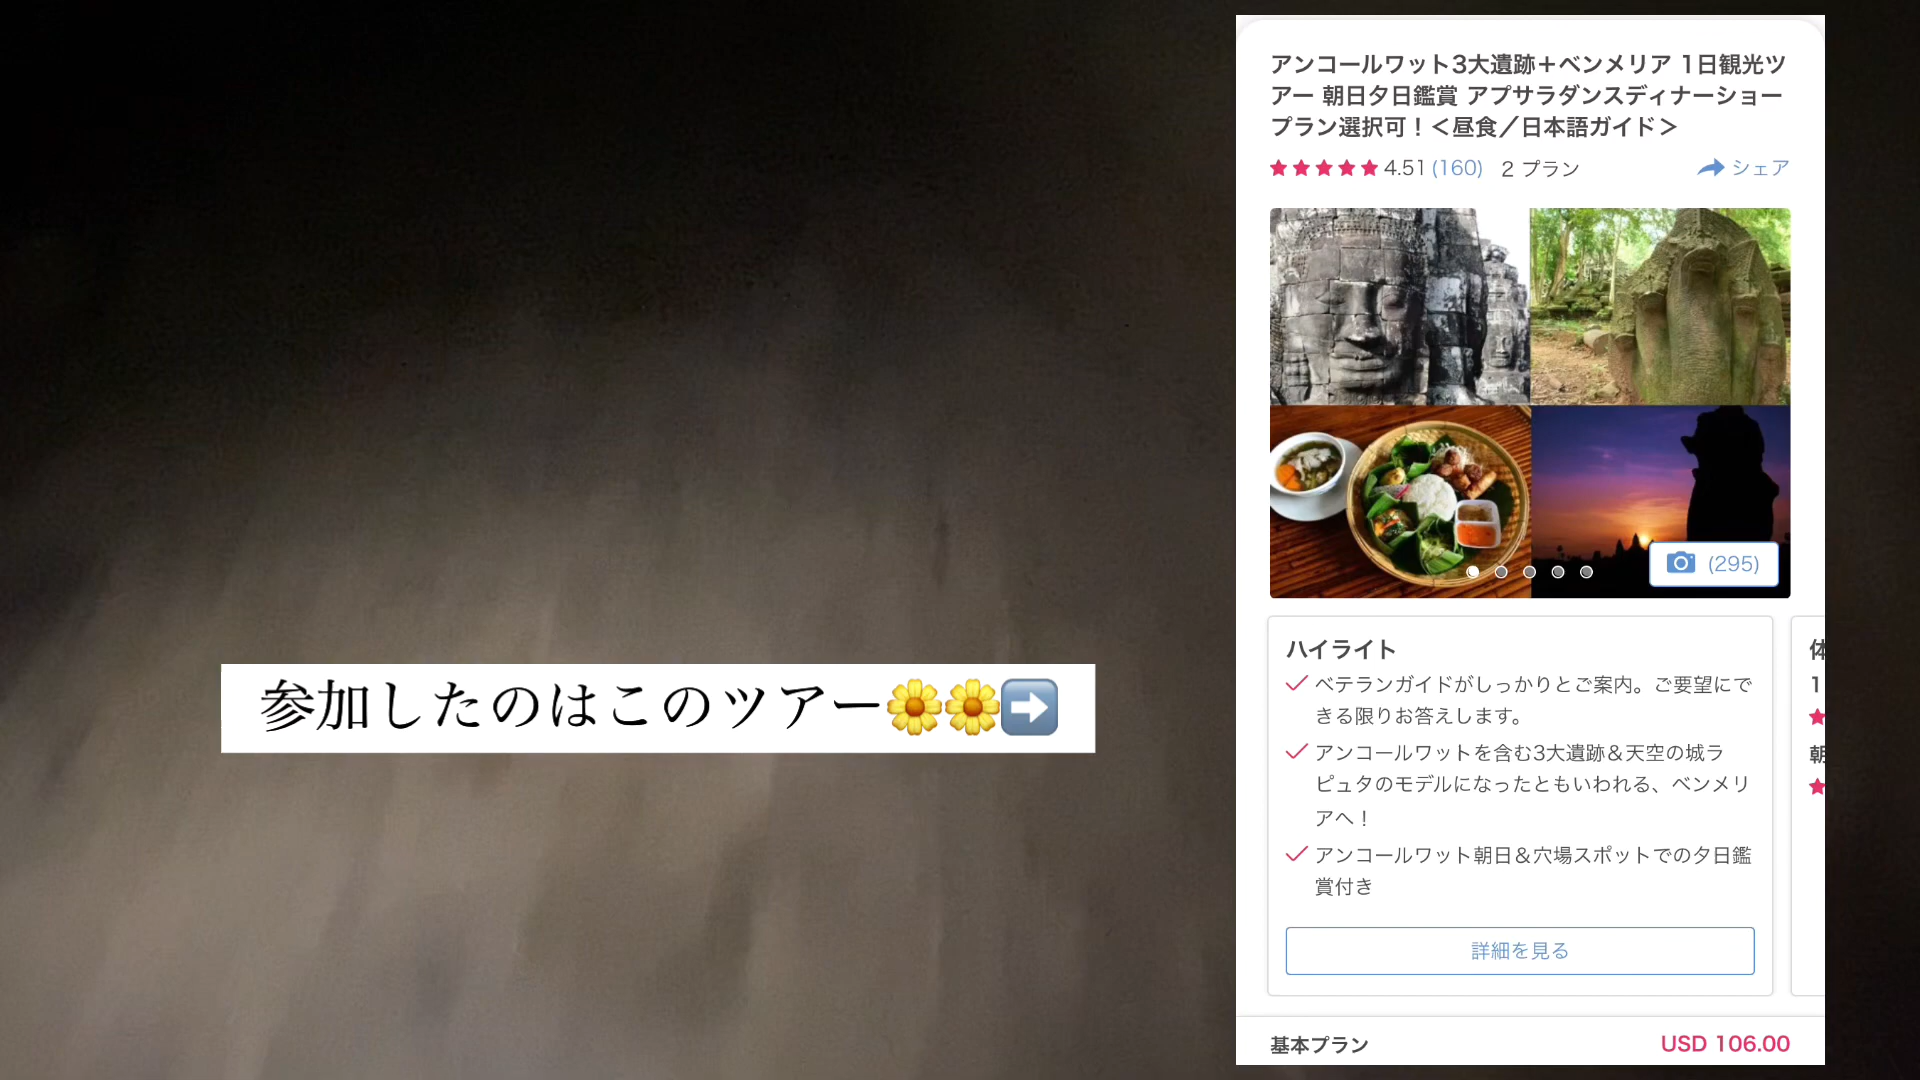 参加したのはこのツアー🌼🌼➡️
アンコールワット3大遺跡＋ベンメリア 1日観光ツ
アー 朝日夕日鑑賞 アプサラダンスディナーショー
プラン選択可！＜昼食／日本語ガイド＞
★★★★★ 4.51 (160) 2 プラン シェア
(295)
ハイライト
ベテランガイドがしっかりとご案内。ご要望にで
きる限りお答えします。
アンコールワットを含む3大遺跡＆天空の城ラ
ピュタのモデルになったともいわれる、ベンメリ
アへ！
アンコールワット朝日＆穴場スポットでの夕日鑑
賞付き
詳細を見る
体
1
★
朝
★
基本プラン USD 106.00